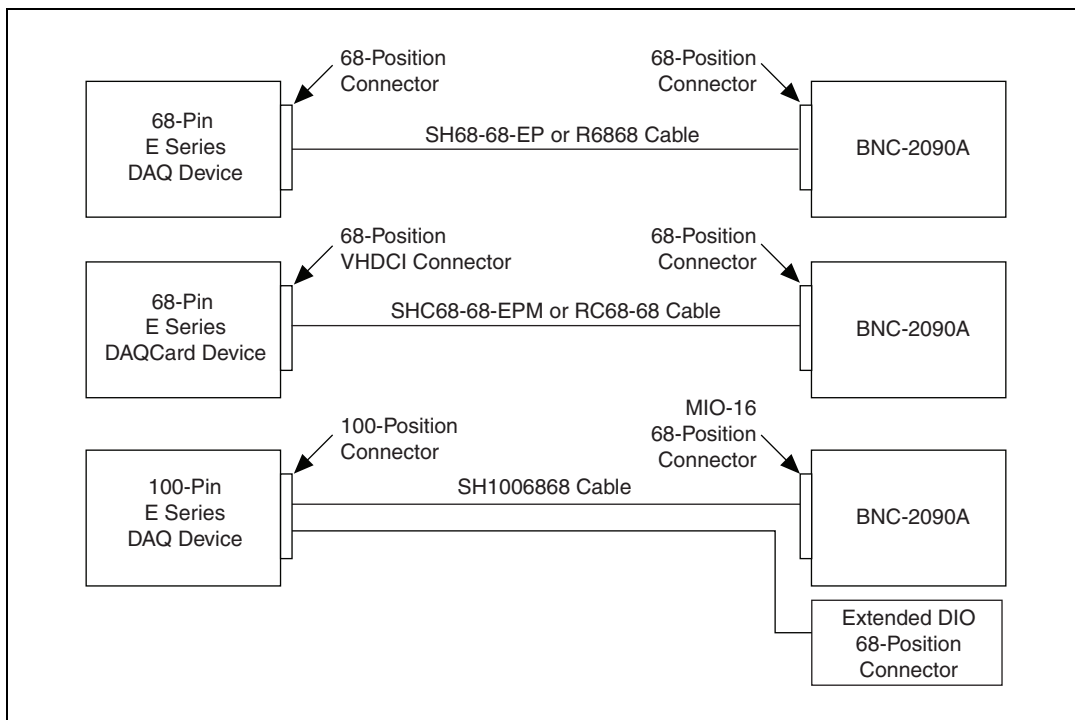 68-Position
Connector
68-Position
Connector
68-Pin
E Series
DAQ Device
SH68-68-EP or R6868 Cable
BNC-2090A
68-Position
VHDCI Connector
68-Position
Connector
68-Pin
E Series
DAQCard Device
SHC68-68-EPM or RC68-68 Cable
BNC-2090A
100-Position
Connector
MIO-16
68-Position
Connector
100-Pin
E Series
DAQ Device
SH1006868 Cable
BNC-2090A
Extended DIO
68-Position
Connector